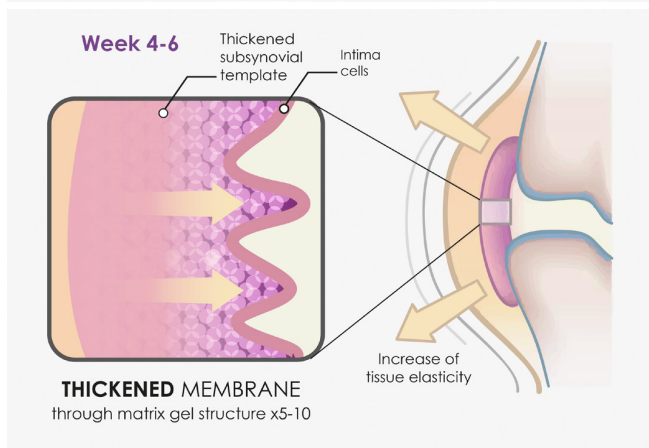 Week 4-6
Thickened
subsynovial
template
Intima
cells
Increase of
tissue elasticity
THICKENED MEMBRANE
through matrix gel structure x5-10